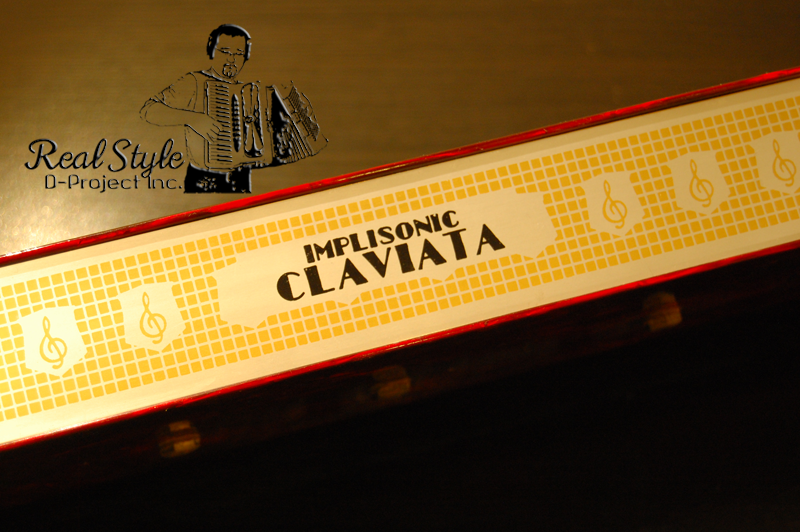 Real Style
D-Project Inc.
IMPLISONIC
CLAVIATA